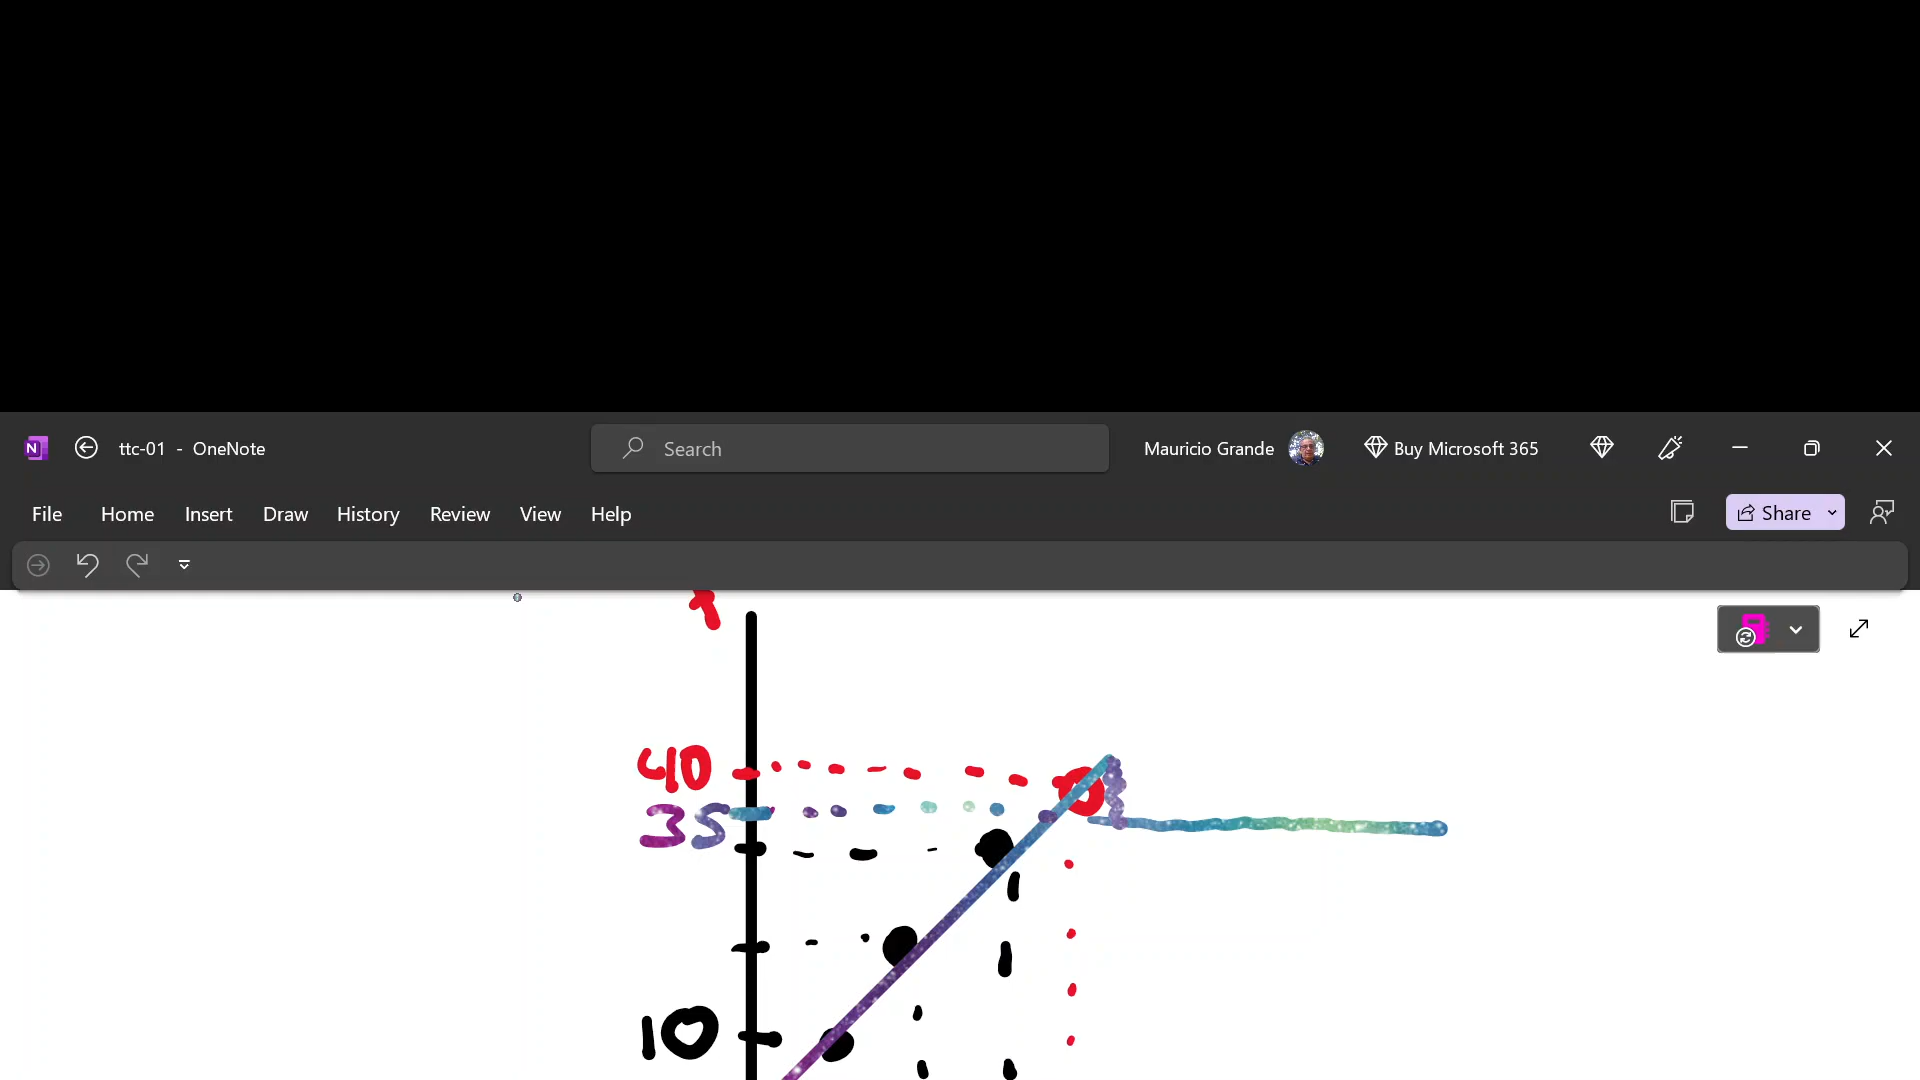 ttc-01 - OneNote
Search
Mauricio Grande
Buy Microsoft 365
File Home Insert Draw History Review View Help
Share
40
35
10